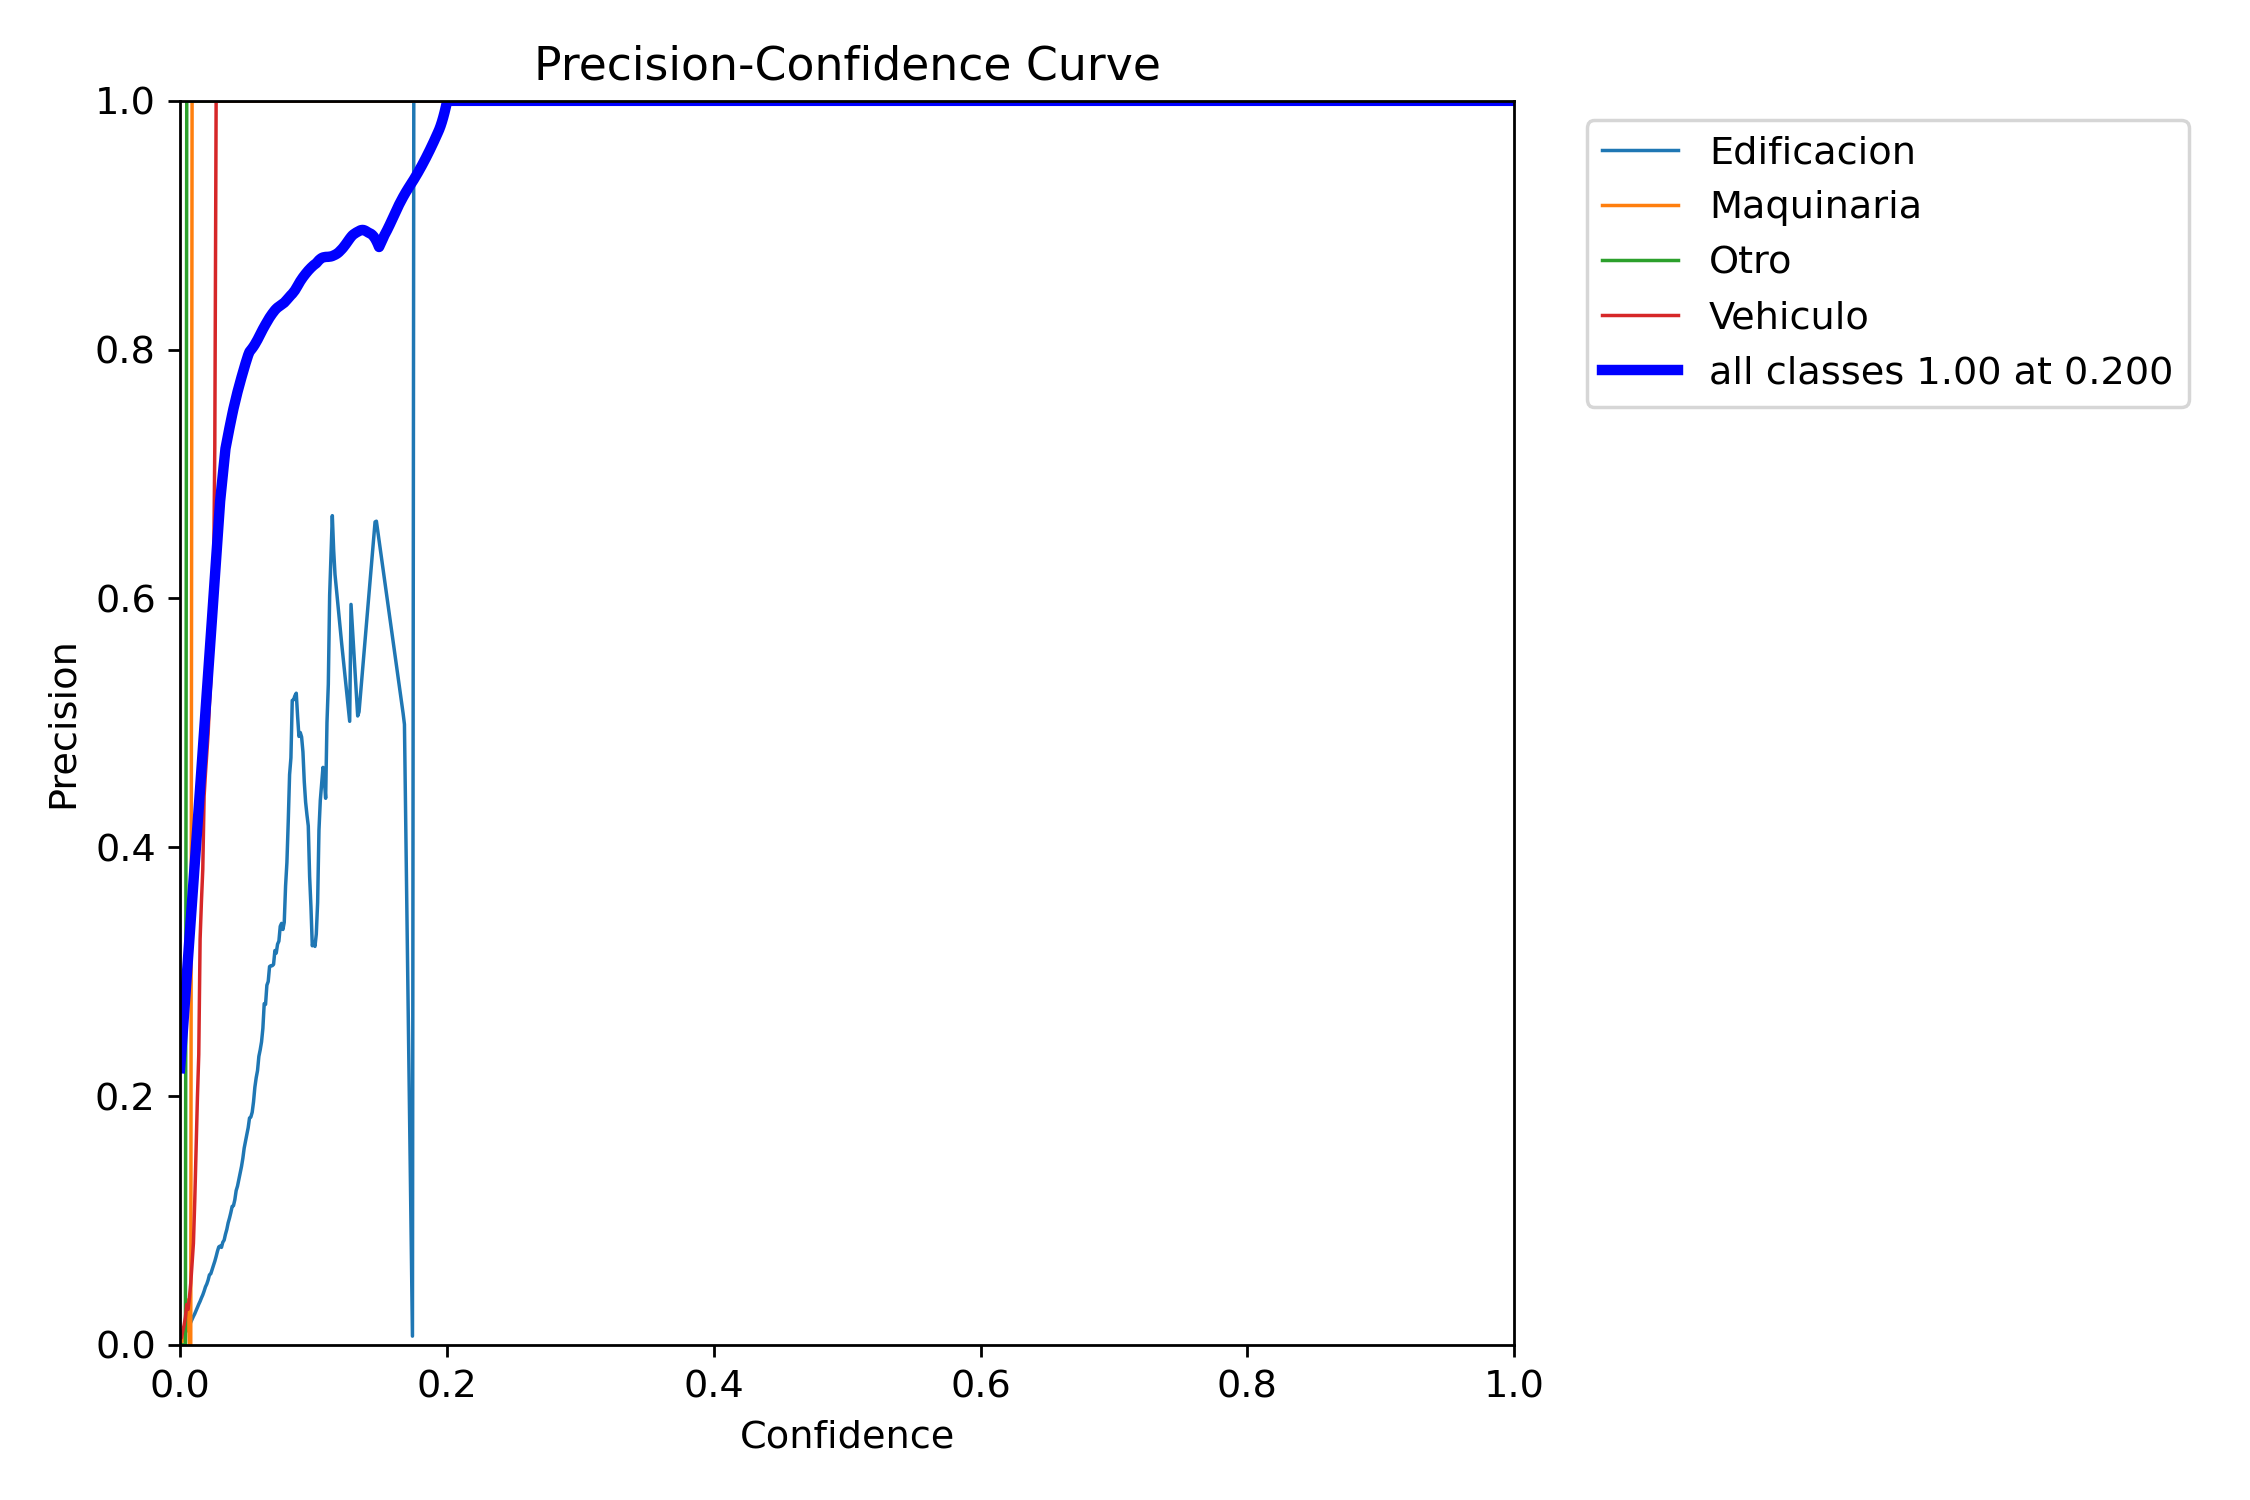 Precision-Confidence Curve
1.0
0.8
0.6
0.4
0.2
0.0
Precision
0.0 0.2 0.4 0.6 0.8 1.0
Confidence
Edificacion
Maquinaria
Otro
Vehiculo
all classes 1.00 at 0.200